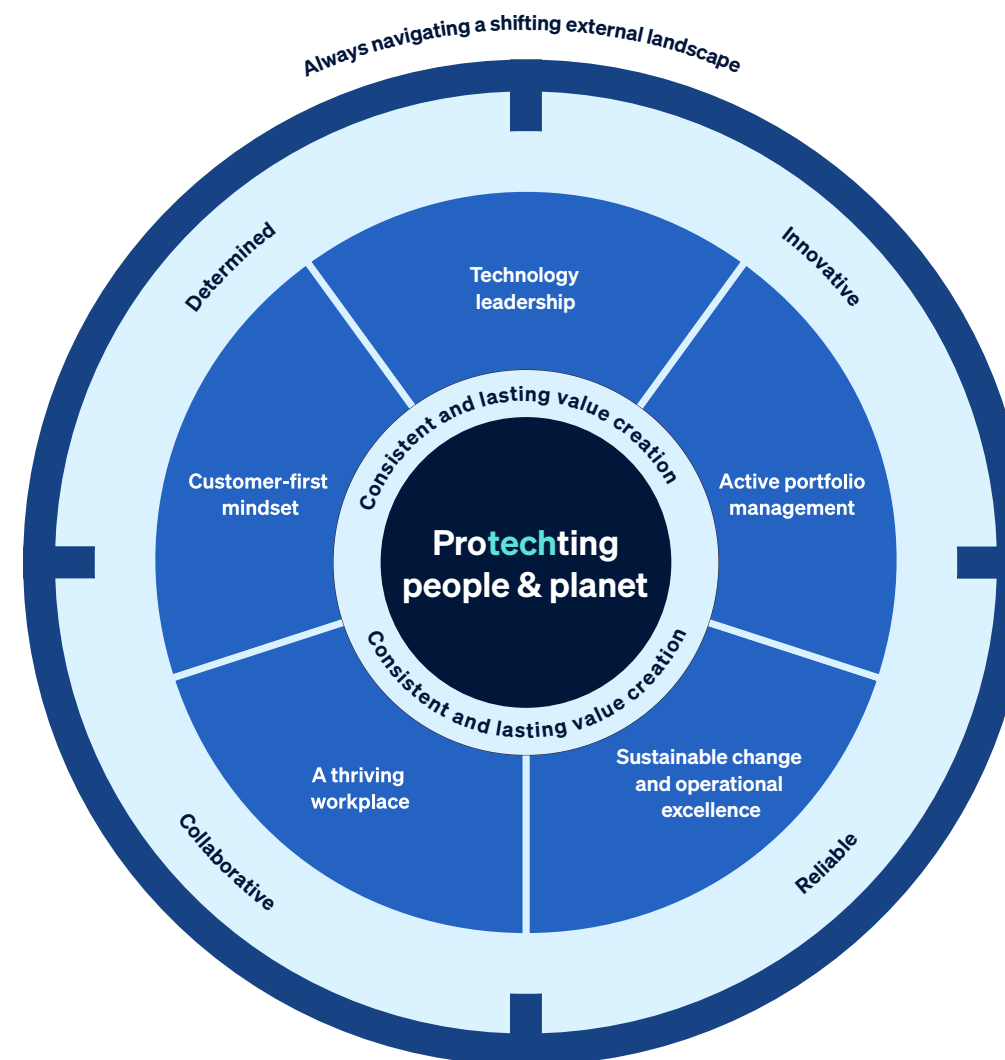 Always navigating a shifting external landscape
Determined
Innovative
Technology
leadership
Customer-first
mindset
Active portfolio
management
Consistent and lasting value creation
Protechting
people & planet
Consistent and lasting value creation
A thriving
workplace
Sustainable change
and operational
excellence
Collaborative
Reliable